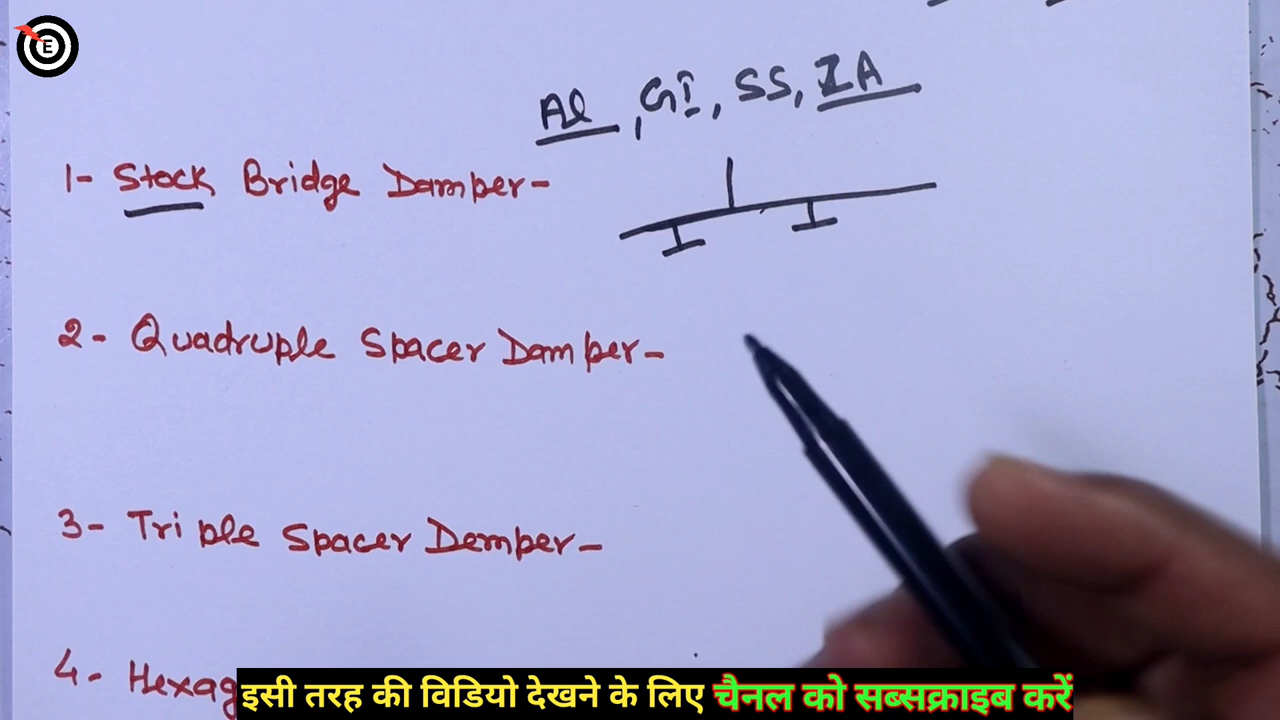 E
Al, GI, SS, ZA
1- Stock Bridge Damper-
2- Quadruple Spacer Damper-
3- Triple Spacer Demper-
4- Hexag
इसी तरह की विडियो देखने के लिए चैनल को सब्सक्राइब करें